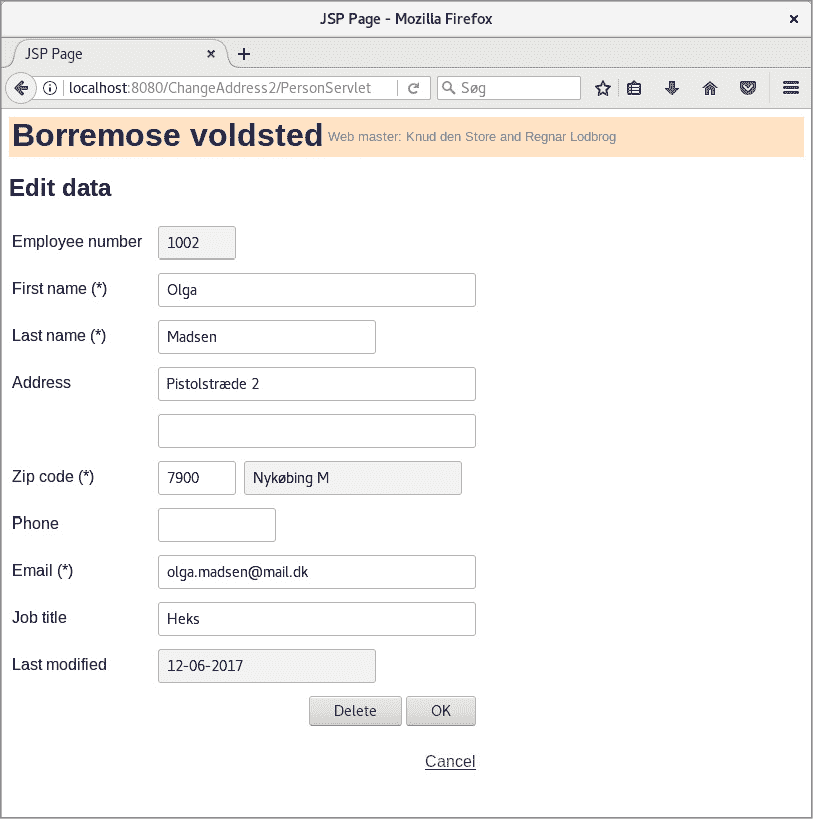 JSP Page - Mozilla Firefox
JSP Page
localhost:8080/ChangeAddress2/PersonServlet
Søg
Borremose voldsted Web master: Knud den Store and Regnar Lodbrog
Edit data
Employee number 1002
First name (*) Olga
Last name (*) Madsen
Address Pistolstræde 2
Zip code (*) 7900 Nykøbing M
Phone
Email (*) olga.madsen@mail.dk
Job title Heks
Last modified 12-06-2017
Delete OK
Cancel